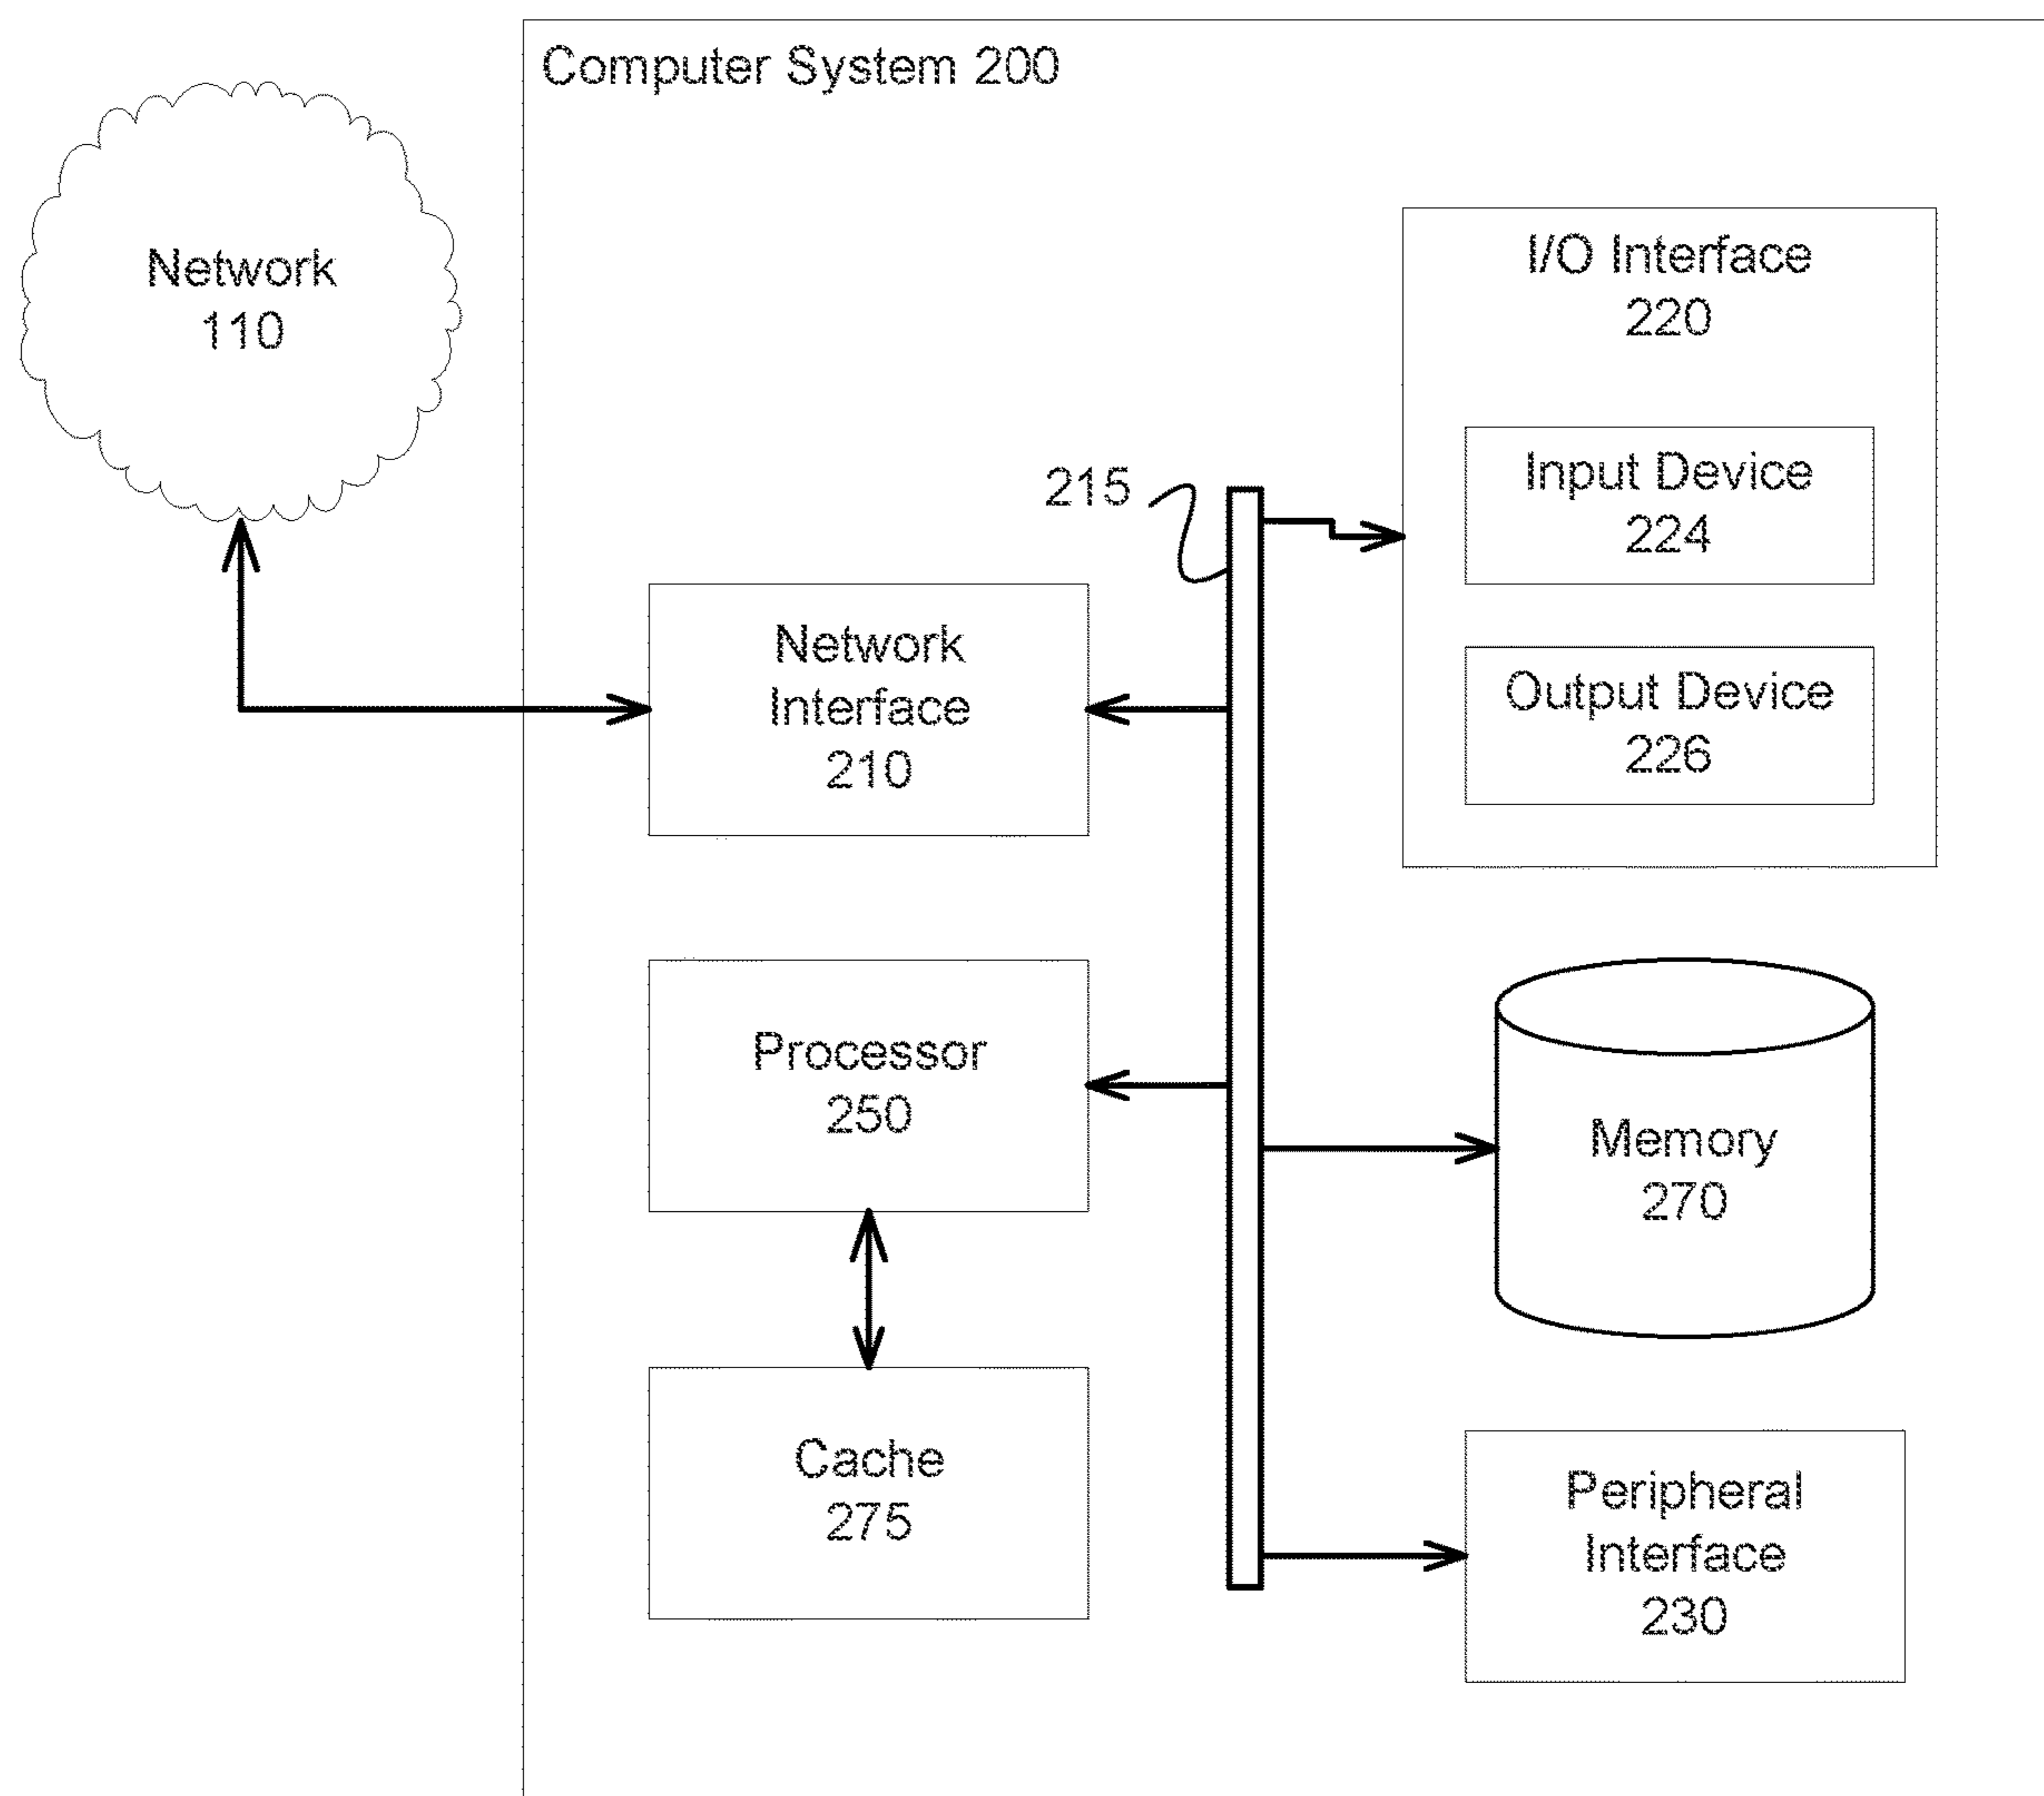 Computer System 200
Network
110
I/O Interface
220
Input Device
224
Output Device
226
215
Network
Interface
210
Processor
250
Memory
270
Cache
275
Peripheral
Interface
230